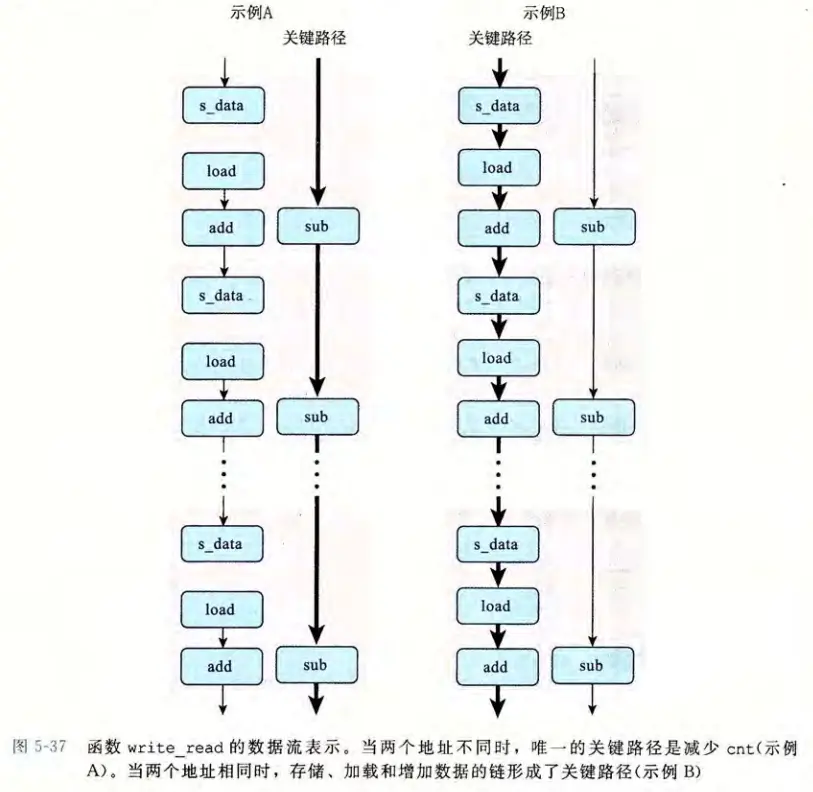 示例A 示例B
关键路径 关键路径
s_data s_data
load load
add sub add sub
s_data s_data
load load
add sub add sub
s_data s_data
load load
add sub add sub
图 5-37 函数 write_read 的数据流表示。当两个地址不同时，唯一的关键路径是减少 cnt(示例
A)。当两个地址相同时，存储、加载和增加数据的链形成了关键路径(示例 B)